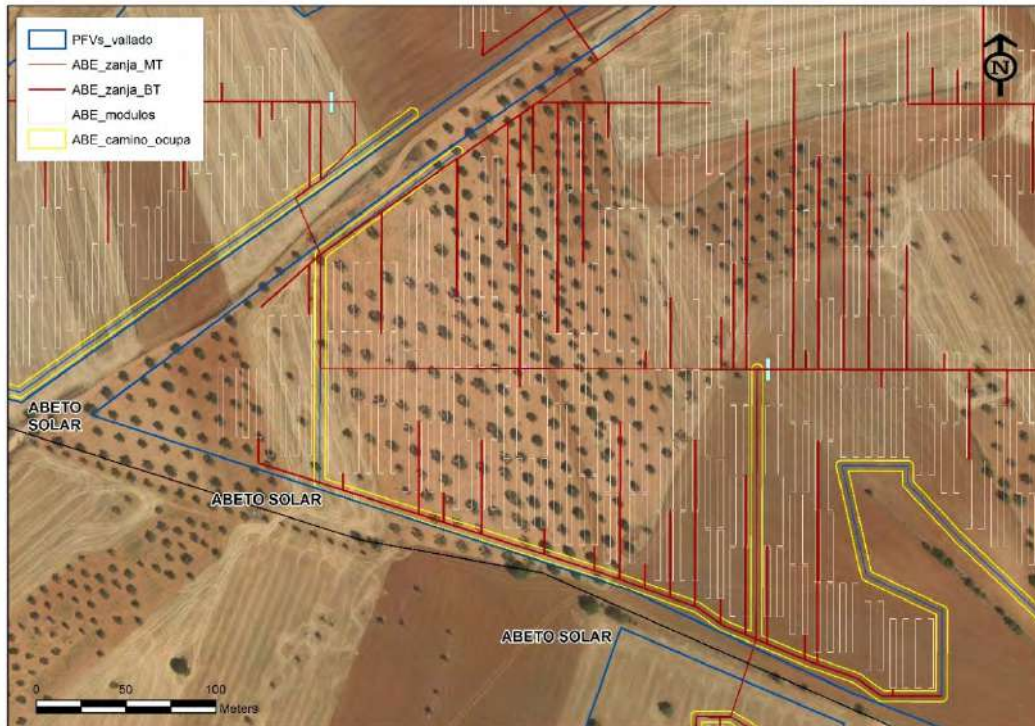 PFVs_vallado
ABE_zanja_MT
ABE_zanja_BT
ABE_modulos
ABE_camino_ocupa
N
ABETO
SOLAR
ABETO SOLAR
ABETO SOLAR
0 50 100
Meters